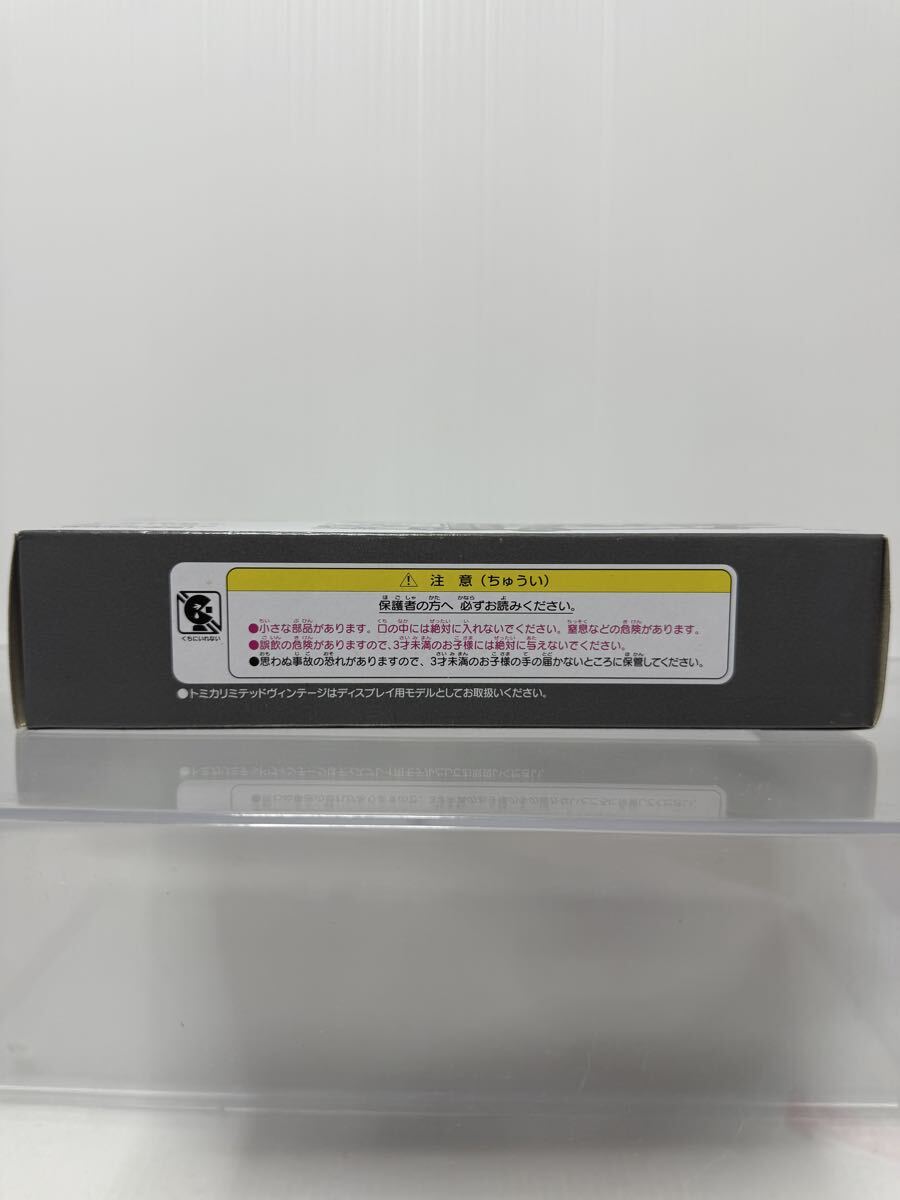 ⚠ 注 意（ちゅうい）
保護者の方へ 必ずお読みください。
●小さな部品があります。口の中には絶対に入れないでください。窒息などの危険があります。
●誤飲の危険がありますので、3才未満のお子様には絶対に与えないでください。
●思わぬ事故の恐れがありますので、3才未満のお子様の手の届かないところに保管してください。
くちにいれない
●トミカリミテッドヴィンテージはディスプレイ用モデルとしてお取扱いください。